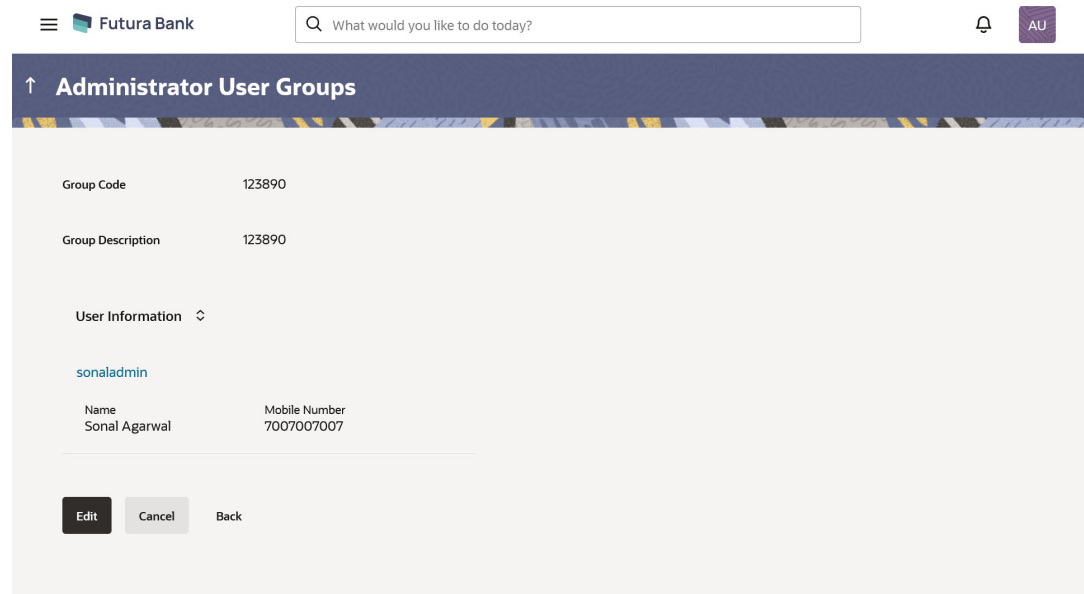 Futura Bank
What would you like to do today?
AU
Administrator User Groups
Group Code 123890
Group Description 123890
User Information
sonaladmin
Name Mobile Number
Sonal Agarwal 7007007007
Edit Cancel Back